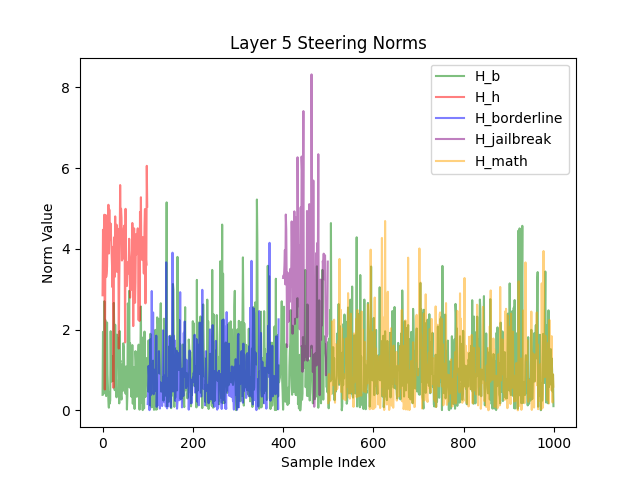 Layer 5 Steering Norms
Norm Value
8
6
4
2
0
H_b
H_h
H_borderline
H_jailbreak
H_math
0 200 400 600 800 1000
Sample Index